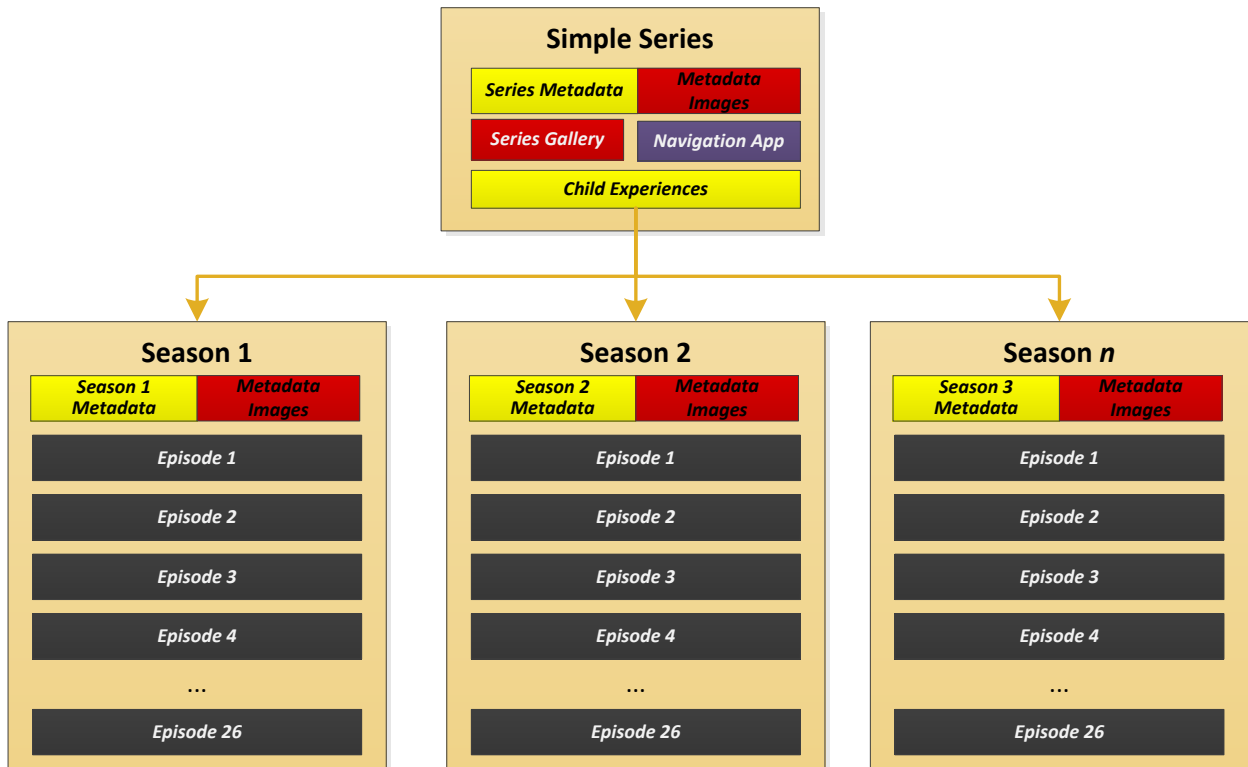 Simple Series
Series Metadata
Metadata
Images
Series Gallery
Navigation App
Child Experiences
Season 1
Season 1
Metadata
Metadata
Images
Episode 1
Episode 2
Episode 3
Episode 4
...
Episode 26
Season 2
Season 2
Metadata
Metadata
Images
Episode 1
Episode 2
Episode 3
Episode 4
...
Episode 26
Season n
Season 3
Metadata
Metadata
Images
Episode 1
Episode 2
Episode 3
Episode 4
...
Episode 26